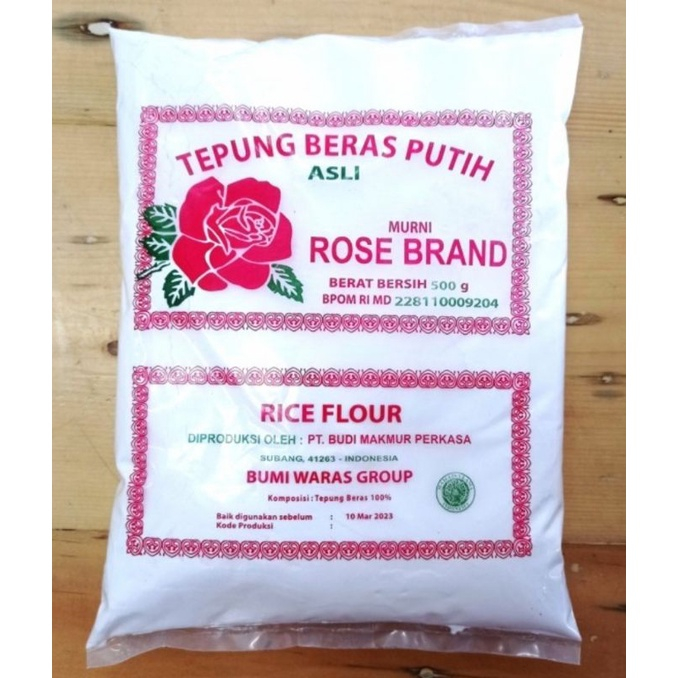 TEPUNG BERAS PUTIH
ASLI
MURNI
ROSE BRAND
BERAT BERSIH 500 g
BPOM RI MD 228110009204
RICE FLOUR
DIPRODUKSI OLEH : PT. BUDI MAKMUR PERKASA
SUBANG, 41263 - INDONESIA
BUMI WARAS GROUP
Komposisi : Tepung Beras 100%
Baik digunakan sebelum : 10 Mar 2023
Kode Produksi :